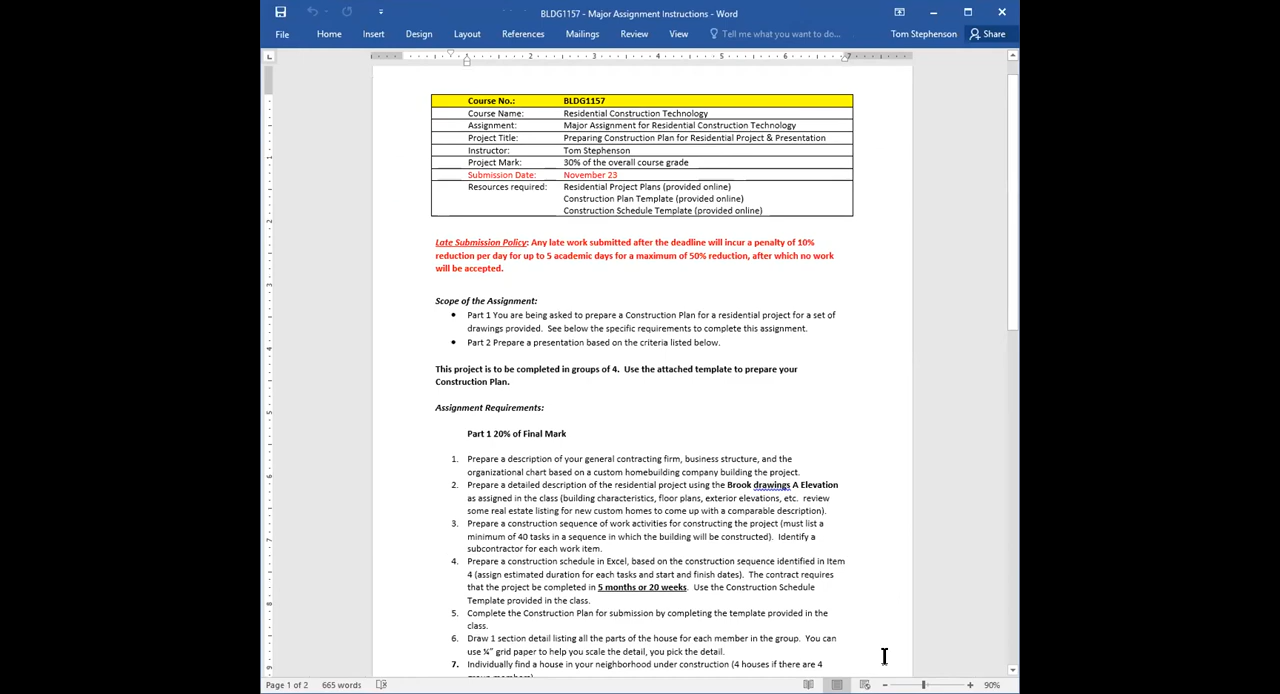 BLDG1157 - Major Assignment Instructions - Word
File Home Insert Design Layout References Mailings Review View Tell me what you want to do... Tom Stephenson Share
1 2 3 4 5 6 7
Course No.: BLDG1157
Course Name: Residential Construction Technology
Assignment: Major Assignment for Residential Construction Technology
Project Title: Preparing Construction Plan for Residential Project & Presentation
Instructor: Tom Stephenson
Project Mark: 30% of the overall course grade
Submission Date: November 23
Resources required: Residential Project Plans (provided online)
Construction Plan Template (provided online)
Construction Schedule Template (provided online)
Late Submission Policy: Any late work submitted after the deadline will incur a penalty of 10%
reduction per day for up to 5 academic days for a maximum of 50% reduction, after which no work
will be accepted.
Scope of the Assignment:
• Part 1 You are being asked to prepare a Construction Plan for a residential project for a set of
drawings provided. See below the specific requirements to complete this assignment.
• Part 2 Prepare a presentation based on the criteria listed below.
This project is to be completed in groups of 4. Use the attached template to prepare your
Construction Plan.
Assignment Requirements:
Part 1 20% of Final Mark
1. Prepare a description of your general contracting firm, business structure, and the
organizational chart based on a custom homebuilding company building the project.
2. Prepare a detailed description of the residential project using the Brook drawings A Elevation
as assigned in the class (building characteristics, floor plans, exterior elevations, etc. review
some real estate listing for new custom homes to come up with a comparable description).
3. Prepare a construction sequence of work activities for constructing the project (must list a
minimum of 40 tasks in a sequence in which the building will be constructed). Identify a
subcontractor for each work item.
4. Prepare a construction schedule in Excel, based on the construction sequence identified in Item
4 (assign estimated duration for each tasks and start and finish dates). The contract requires
that the project be completed in 5 months or 20 weeks. Use the Construction Schedule
Template provided in the class.
5. Complete the Construction Plan for submission by completing the template provided in the
class.
6. Draw 1 section detail listing all the parts of the house for each member in the group. You can
use ¼” grid paper to help you scale the detail, you pick the detail.
7. Individually find a house in your neighborhood under construction (4 houses if there are 4
group members)
Page 1 of 2 665 words 90%